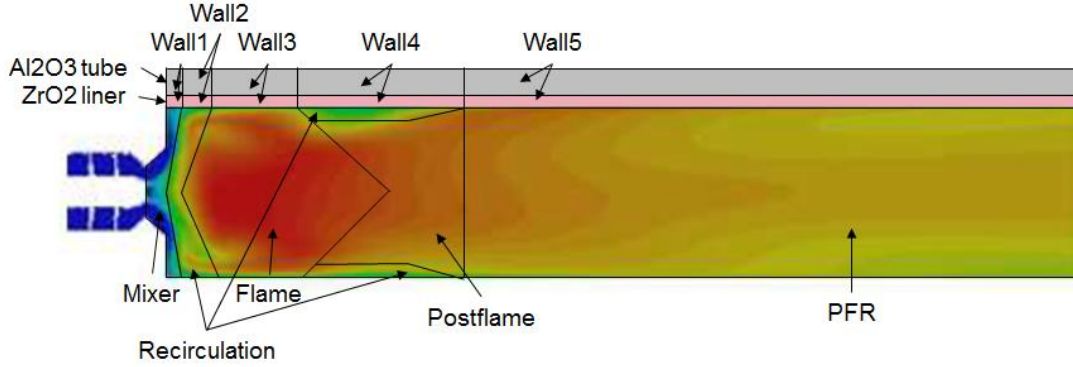 Wall2
Wall1 Wall3 Wall4 Wall5
Al2O3 tube
ZrO2 liner
Mixer Flame
Postflame PFR
Recirculation